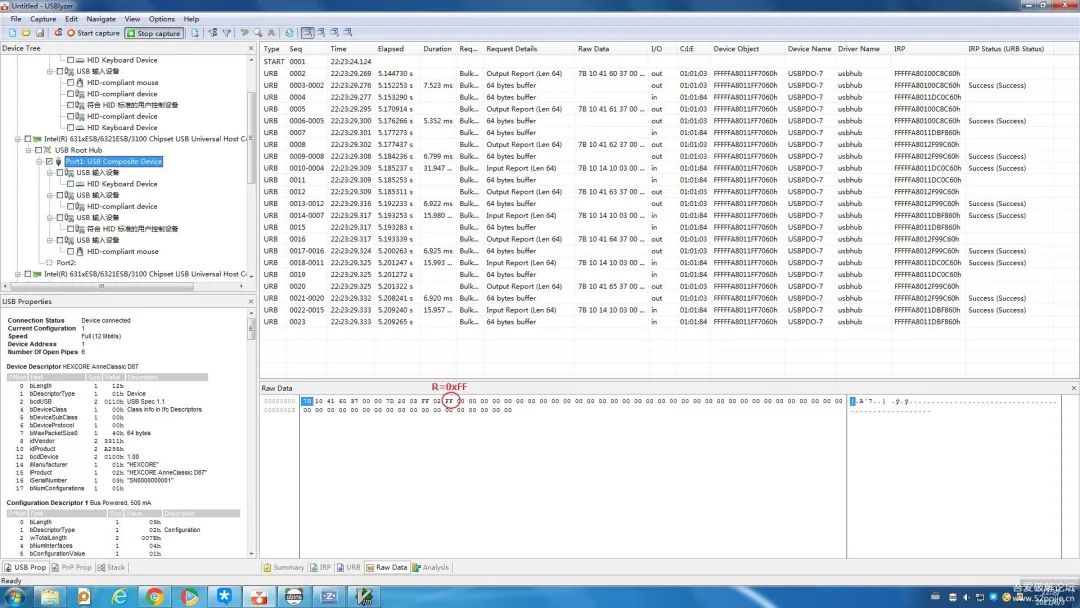 Untitled - USBlyzer
File Capture Edit Navigate View Options Help
Start capture Stop capture
Device Tree
HID Keyboard Device
USB 输入设备
HID-compliant mouse
HID-compliant device
符合 HID 标准的用户控制设备
HID-compliant device
HID Keyboard Device
Intel(R) 631xESB/6321ESB/3100 Chipset USB Universal Host C
USB Root Hub
Port1: USB Composite Device
USB 输入设备
HID Keyboard Device
USB 输入设备
HID-compliant device
USB 输入设备
符合 HID 标准的用户控制设备
USB 输入设备
HID-compliant mouse
Port2:
Intel(R) 631xESB/6321ESB/3100 Chipset USB Universal Host C
USB Properties
Connection Status Device connected
Current Configuration 1
Speed Full (12 Mbit/s)
Device Address 1
Number Of Open Pipes 6
Device Descriptor HEXCORE AnneClassic D87
Offset Field Size Value Description
0 bLength 1 12h
1 bDescriptorType 1 01h Device
2 bcdUSB 2 0110h USB Spec 1.1
4 bDeviceClass 1 00h Class info in Ifc Descriptors
5 bDeviceSubClass 1 00h
6 bDeviceProtocol 1 00h
7 bMaxPacketSize0 1 40h 64 bytes
8 idVendor 2 3311h
10 idProduct 2 A295h
12 bcdDevice 2 0100h 1.00
14 iManufacturer 1 01h "HEXCORE"
15 iProduct 1 02h "HEXCORE AnneClassic D87"
16 iSerialNumber 1 03h "SN0000000001"
17 bNumConfigurations 1 01h
Configuration Descriptor 1 Bus Powered, 500 mA
Offset Field Size Value Description
0 bLength 1 09h
1 bDescriptorType 1 02h Configuration
2 wTotalLength 2 007Bh
4 bNumInterfaces 1 04h
5 bConfigurationValue 1 01h
USB Prop PnP Prop Stack
Type Seq Time Elapsed Duration Req... Request Details Raw Data I/O C:I:E Device Object Device Name Driver Name IRP IRP Status (URB Status)
START 0001 22:23:24.124
URB 0002 22:23:29.269 5.144730 s Bulk... Output Report (Len 64) 7B 10 41 60 37 00 ... out 01:01:03 FFFFFA8011FF7060h USBPDO-7 usbhub FFFFFA80100C8C60h
URB 0003-0002 22:23:29.276 5.152253 s 7.523 ms Bulk... 64 bytes buffer out 01:01:03 FFFFFA8011FF7060h USBPDO-7 usbhub FFFFFA80100C8C60h Success (Success)
URB 0004 22:23:29.277 5.153290 s Bulk... 64 bytes buffer in 01:01:84 FFFFFA8011FF7060h USBPDO-7 usbhub FFFFFA8011DC0C60h
URB 0005 22:23:29.295 5.170914 s Bulk... Output Report (Len 64) 7B 10 41 61 37 00 ... out 01:01:03 FFFFFA8011FF7060h USBPDO-7 usbhub FFFFFA80100C8C60h
URB 0006-0005 22:23:29.300 5.176266 s 5.352 ms Bulk... 64 bytes buffer out 01:01:03 FFFFFA8011FF7060h USBPDO-7 usbhub FFFFFA80100C8C60h Success (Success)
URB 0007 22:23:29.301 5.177273 s Bulk... 64 bytes buffer in 01:01:84 FFFFFA8011FF7060h USBPDO-7 usbhub FFFFFA8011DBF860h
URB 0008 22:23:29.302 5.177437 s Bulk... Output Report (Len 64) 7B 10 41 62 37 00 ... out 01:01:03 FFFFFA8011FF7060h USBPDO-7 usbhub FFFFFA8012F99C60h
URB 0009-0008 22:23:29.308 5.184236 s 6.799 ms Bulk... 64 bytes buffer out 01:01:03 FFFFFA8011FF7060h USBPDO-7 usbhub FFFFFA8012F99C60h Success (Success)
URB 0010-0004 22:23:29.309 5.185237 s 31.947 ... Bulk... Input Report (Len 64) 7B 10 14 10 03 00 ... in 01:01:84 FFFFFA8011FF7060h USBPDO-7 usbhub FFFFFA8011DC0C60h Success (Success)
URB 0011 22:23:29.309 5.185253 s Bulk... 64 bytes buffer in 01:01:84 FFFFFA8011FF7060h USBPDO-7 usbhub FFFFFA8011DC0C60h
URB 0012 22:23:29.309 5.185311 s Bulk... Output Report (Len 64) 7B 10 41 63 37 00 ... out 01:01:03 FFFFFA8011FF7060h USBPDO-7 usbhub FFFFFA8012F99C60h
URB 0013-0012 22:23:29.316 5.192233 s 6.922 ms Bulk... 64 bytes buffer out 01:01:03 FFFFFA8011FF7060h USBPDO-7 usbhub FFFFFA8012F99C60h Success (Success)
URB 0014-0007 22:23:29.317 5.193253 s 15.980 ... Bulk... Input Report (Len 64) 7B 10 14 10 03 00 ... in 01:01:84 FFFFFA8011FF7060h USBPDO-7 usbhub FFFFFA8011DBF860h Success (Success)
URB 0015 22:23:29.317 5.193283 s Bulk... 64 bytes buffer in 01:01:84 FFFFFA8011FF7060h USBPDO-7 usbhub FFFFFA8011DBF860h
URB 0016 22:23:29.317 5.193339 s Bulk... Output Report (Len 64) 7B 10 41 64 37 00 ... out 01:01:03 FFFFFA8011FF7060h USBPDO-7 usbhub FFFFFA8012F99C60h
URB 0017-0016 22:23:29.324 5.200263 s 6.925 ms Bulk... 64 bytes buffer out 01:01:03 FFFFFA8011FF7060h USBPDO-7 usbhub FFFFFA8012F99C60h Success (Success)
URB 0018-0011 22:23:29.325 5.201247 s 15.993 ... Bulk... Input Report (Len 64) 7B 10 14 10 03 00 ... in 01:01:84 FFFFFA8011FF7060h USBPDO-7 usbhub FFFFFA8011DC0C60h Success (Success)
URB 0019 22:23:29.325 5.201272 s Bulk... 64 bytes buffer in 01:01:84 FFFFFA8011FF7060h USBPDO-7 usbhub FFFFFA8011DC0C60h
URB 0020 22:23:29.325 5.201322 s Bulk... Output Report (Len 64) 7B 10 41 65 37 00 ... out 01:01:03 FFFFFA8011FF7060h USBPDO-7 usbhub FFFFFA8012F99C60h
URB 0021-0020 22:23:29.332 5.208241 s 6.920 ms Bulk... 64 bytes buffer out 01:01:03 FFFFFA8011FF7060h USBPDO-7 usbhub FFFFFA8012F99C60h Success (Success)
URB 0022-0015 22:23:29.333 5.209240 s 15.957 ... Bulk... Input Report (Len 64) 7B 10 14 10 03 00 ... in 01:01:84 FFFFFA8011FF7060h USBPDO-7 usbhub FFFFFA8011DBF860h Success (Success)
URB 0023 22:23:29.333 5.209265 s Bulk... 64 bytes buffer in 01:01:84 FFFFFA8011FF7060h USBPDO-7 usbhub FFFFFA8011DBF860h
Raw Data
R=0xFF
00000000 7B 10 41 60 37 00 00 7D 20 03 FF 02 FF 00 00 00 00 00 00 00 00 00 00 00 00 00 00 00 00 00 00 00 00 00 00 00 00 00 00 00 00 00 00 00 00 00
0000002E 00 00 00 00 00 00 00 00 00 00 00 00 00 00 00 00 00 00
Summary IRP URB Raw Data Analysis
Ready
吾爱破解论坛
www.52pojie.cn